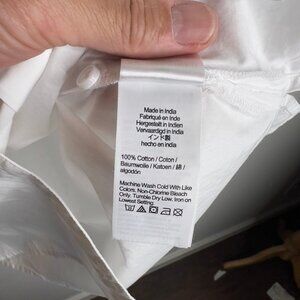 Made in India
Fabriqué en Inde
Hergestellt in Indien
Vervaardigd in India
インド製
hecho en india
100% Cotton / Coton /
Baumwolle / Katoen / 綿 /
algodón
Machine Wash Cold With Like
Colors. Non-Chlorine Bleach
Only. Tumble Dry Low. Iron on
Lowest Setting.